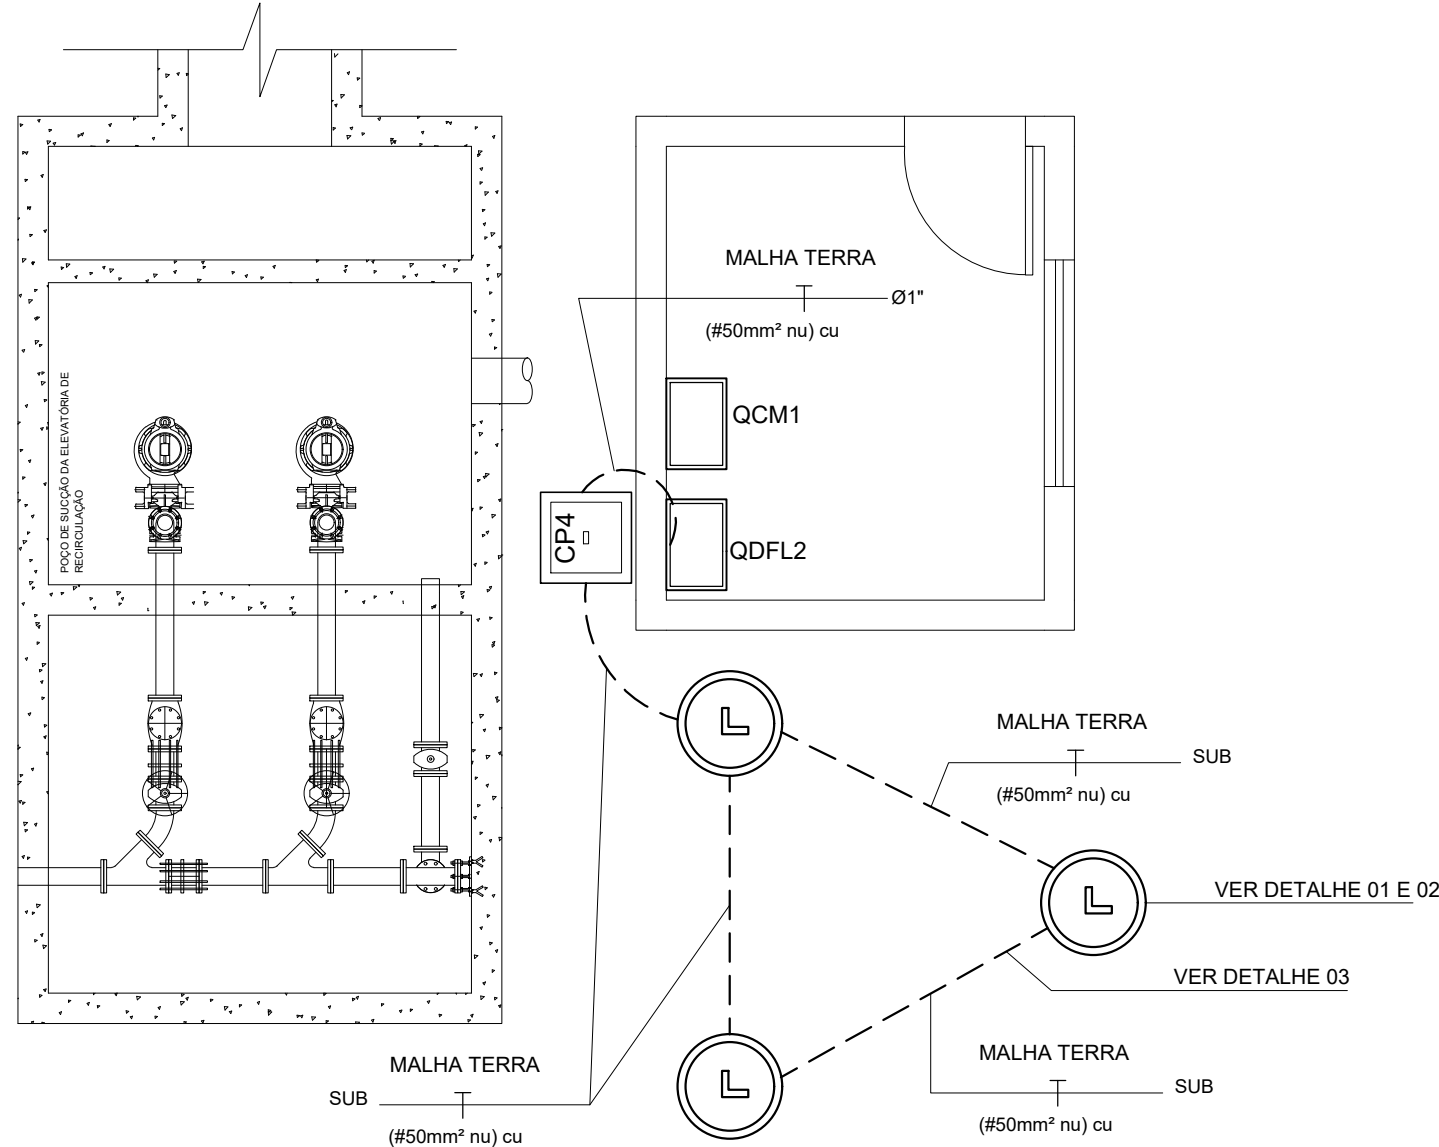 MALHA TERRA
Ø1"
(#50mm² nu) cu
POÇO DE SUCÇÃO DA ELEVATÓRIA DE
RECIRCULAÇÃO
QCM1
CP4
QDFL2
MALHA TERRA
SUB
(#50mm² nu) cu
VER DETALHE 01 E 02
VER DETALHE 03
MALHA TERRA
SUB
(#50mm² nu) cu
MALHA TERRA
SUB
(#50mm² nu) cu